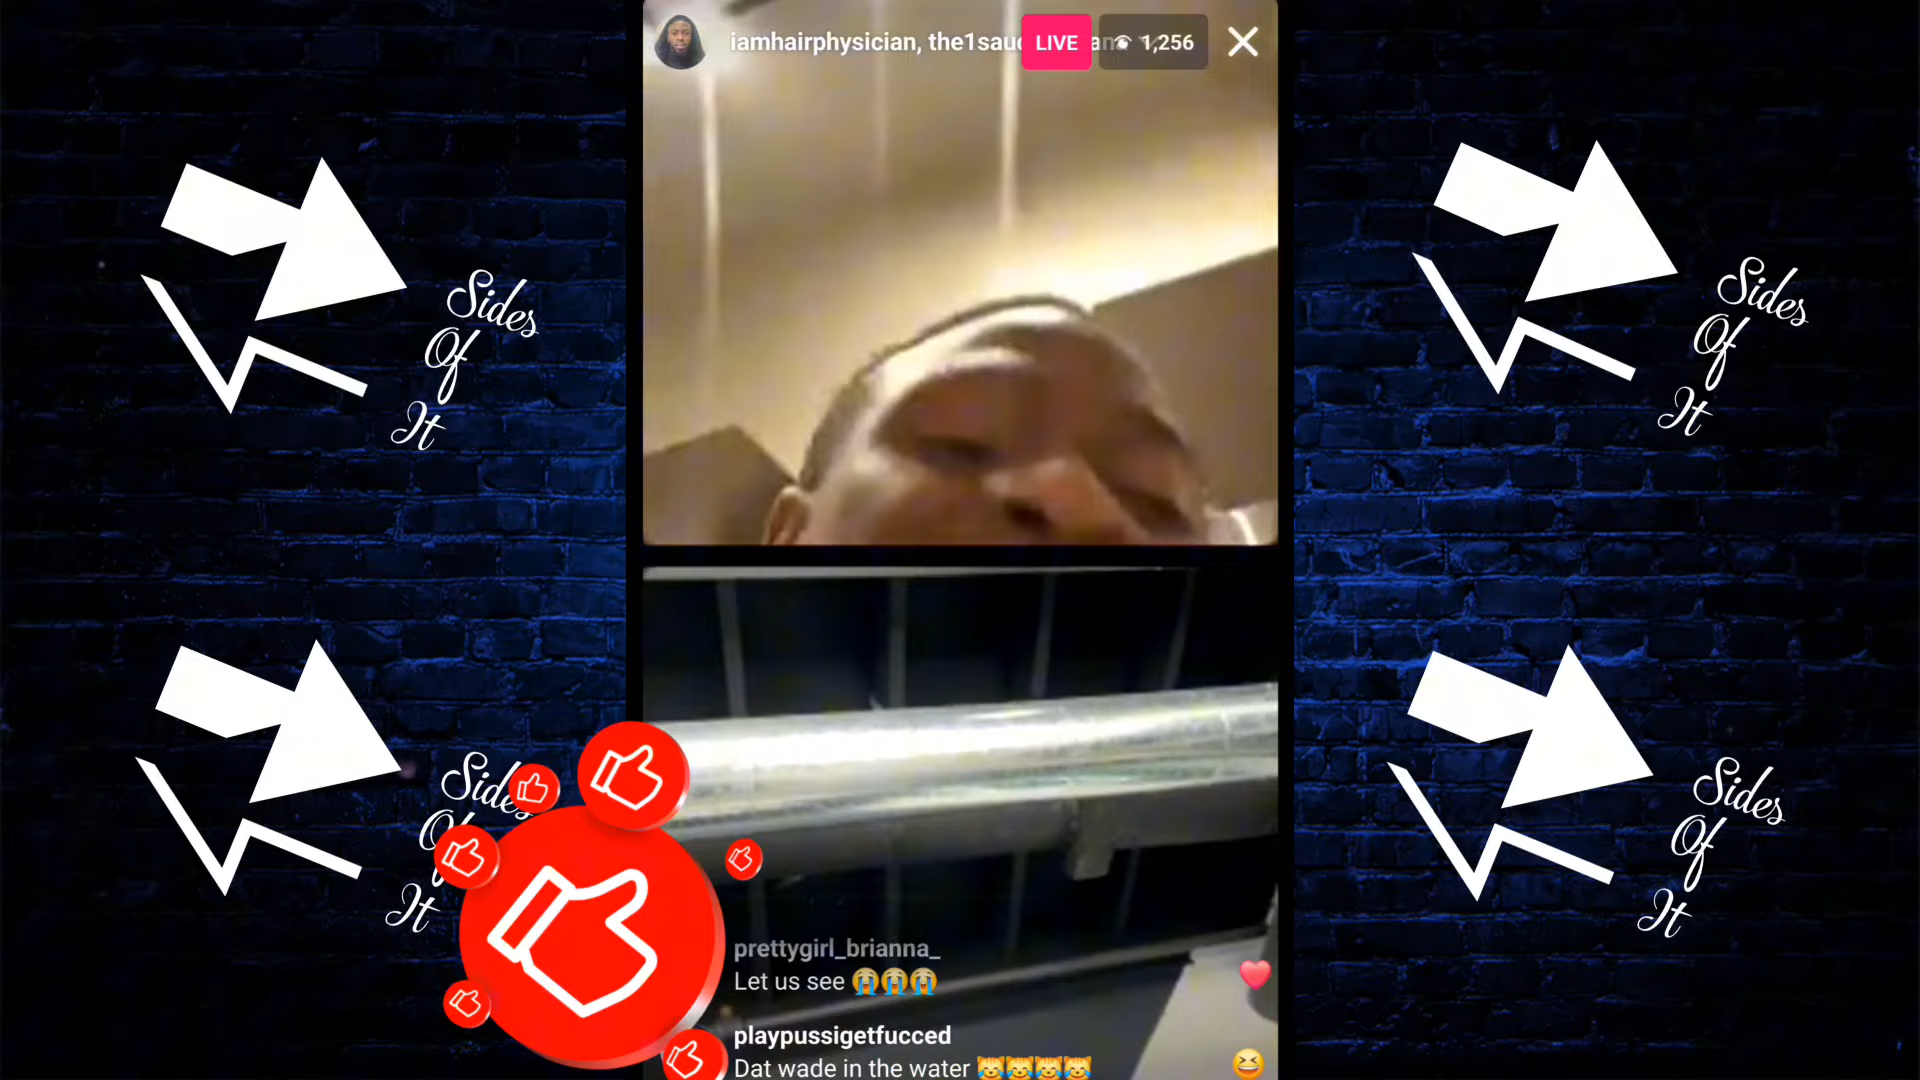 iamhairphysician, the1sau
LIVE
1,256
Sides
Of
It
Sides
Of
It
Sides
It
Sides
Of
It
prettygirl_brianna_
Let us see 😭😭😭
playpussigetfucced
Dat wade in the water 😹😹😹😹